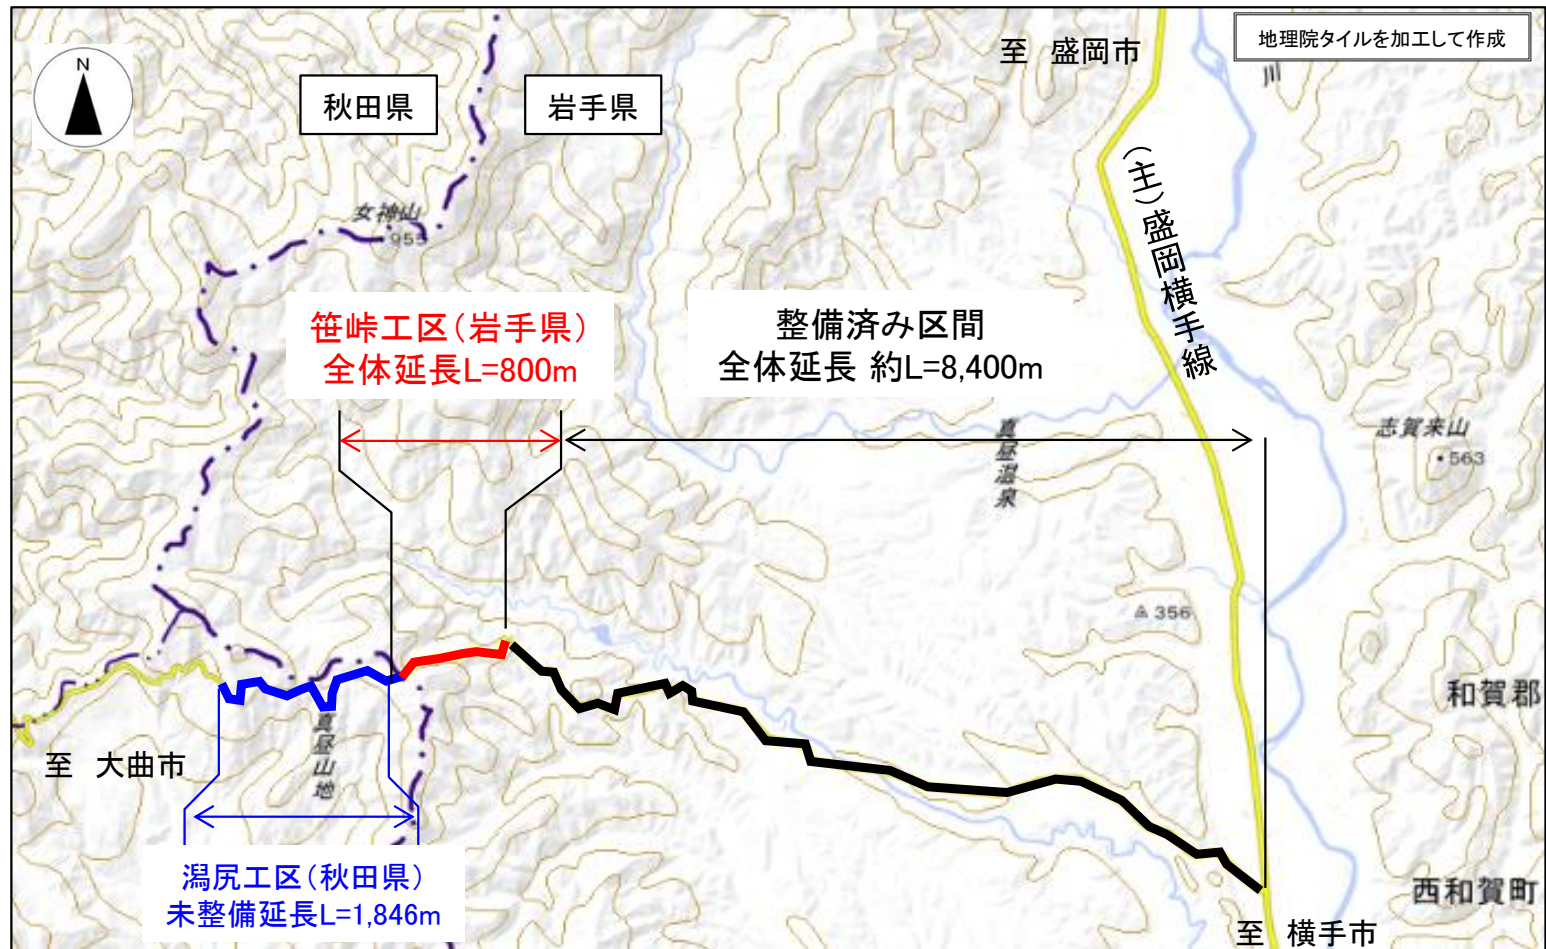 地理院タイルを加工して作成
N
至 盛岡市
川
秋田県
岩手県
(主)盛岡横手線
女神山
955
笹峠工区(岩手県)
全体延長L=800m
整備済み区間
全体延長 約L=8,400m
真昼温泉
志賀来山
563
356
和賀郡
至 大曲市
真昼山地
潟尻工区(秋田県)
未整備延長L=1,846m
西和賀町
至 横手市